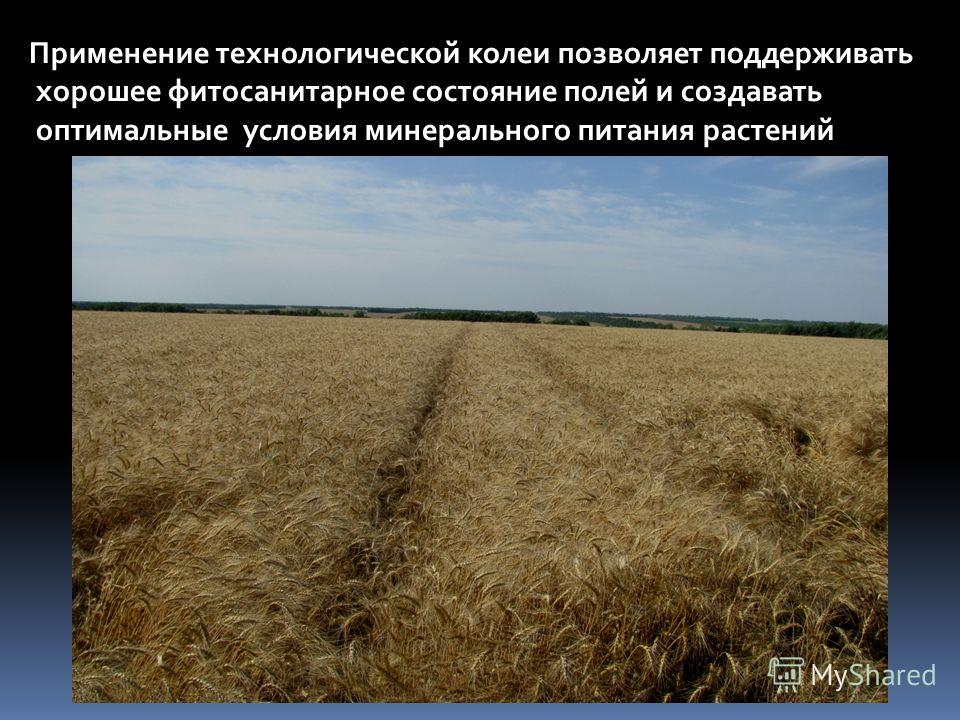 Применение технологической колеи позволяет поддерживать
хорошее фитосанитарное состояние полей и создавать
оптимальные условия минерального питания растений
MyShared